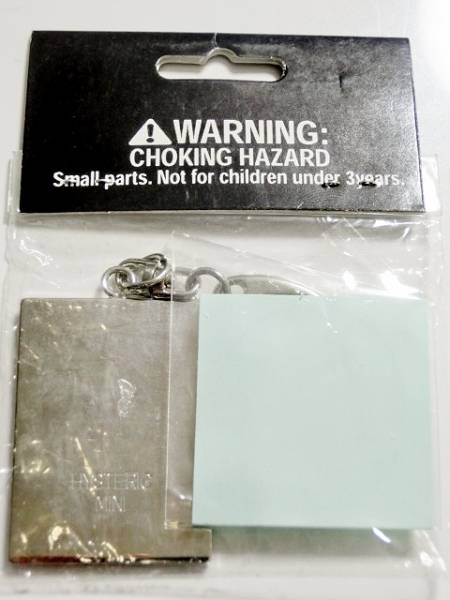 WARNING:
CHOKING HAZARD
Small parts. Not for children under 3years.
HYSTERIC
MINI